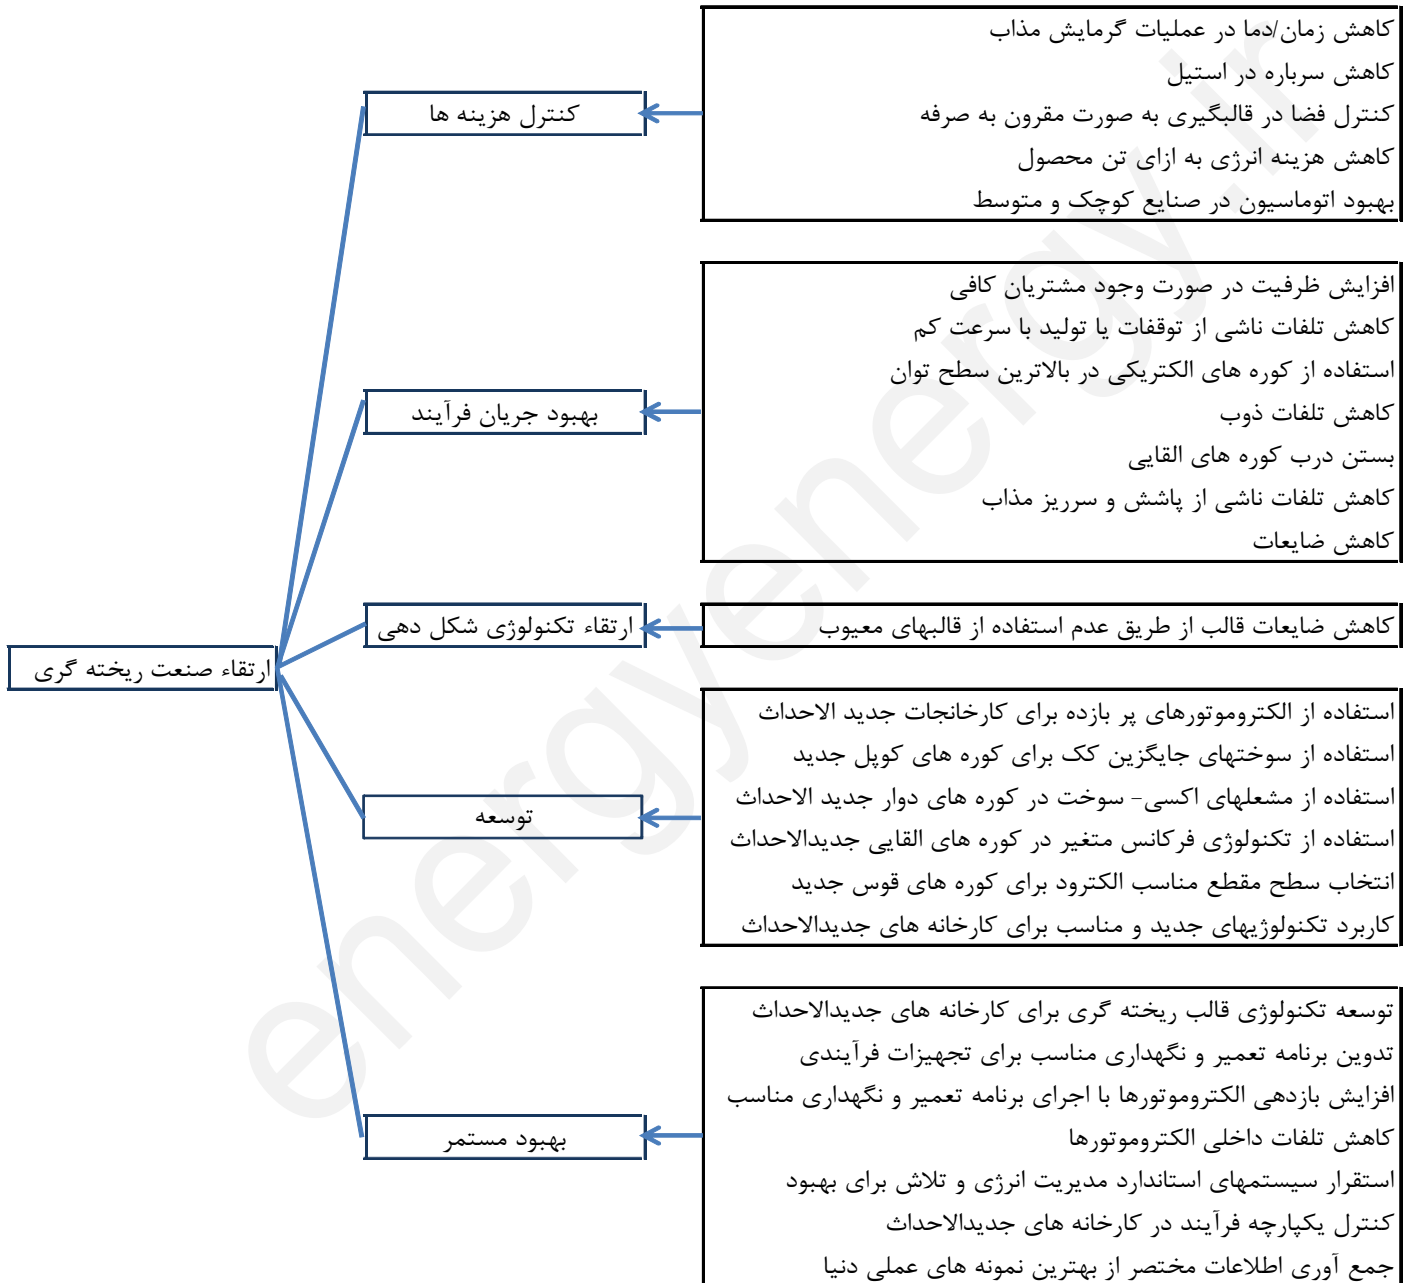 کاهش زمان/دما در عملیات گرمایش مذاب
کاهش سرباره در استیل
کنترل فضا در قالبگیری به صورت مقرون به صرفه
کاهش هزینه انرژی به ازای تن محصول
بهبود اتوماسیون در صنایع کوچک و متوسط
کنترل هزینه ها
افزایش ظرفیت در صورت وجود مشتریان کافی
کاهش تلفات ناشی از توقفات یا تولید با سرعت کم
استفاده از کوره های الکتریکی در بالاترین سطح توان
کاهش تلفات ذوب
بستن درب کوره های القایی
کاهش تلفات ناشی از پاشش و سرریز مذاب
کاهش ضایعات
بهبود جریان فرآیند
کاهش ضایعات قالب از طریق عدم استفاده از قالبهای معیوب
ارتقاء تکنولوژی شکل دهی
ارتقاء صنعت ریخته گری
استفاده از الکتروموتورهای پر بازده برای کارخانجات جدید الاحداث
استفاده از سوختهای جایگزین کک برای کوره های کوپل جدید
استفاده از مشعلهای اکسی- سوخت در کوره های دوار جدید الاحداث
استفاده از تکنولوژی فرکانس متغیر در کوره های القایی جدیدالاحداث
انتخاب سطح مقطع مناسب الکترود برای کوره های قوس جدید
کاربرد تکنولوژیهای جدید و مناسب برای کارخانه های جدیدالاحداث
توسعه
توسعه تکنولوژی قالب ریخته گری برای کارخانه های جدیدالاحداث
تدوین برنامه تعمیر و نگهداری مناسب برای تجهیزات فرآیندی
افزایش بازدهی الکتروموتورها با اجرای برنامه تعمیر و نگهداری مناسب
کاهش تلفات داخلی الکتروموتورها
استقرار سیستمهای استاندارد مدیریت انرژی و تلاش برای بهبود
کنترل یکپارچه فرآیند در کارخانه های جدیدالاحداث
جمع آوری اطلاعات مختصر از بهترین نمونه های عملی دنیا
بهبود مستمر
energyenergy.ir